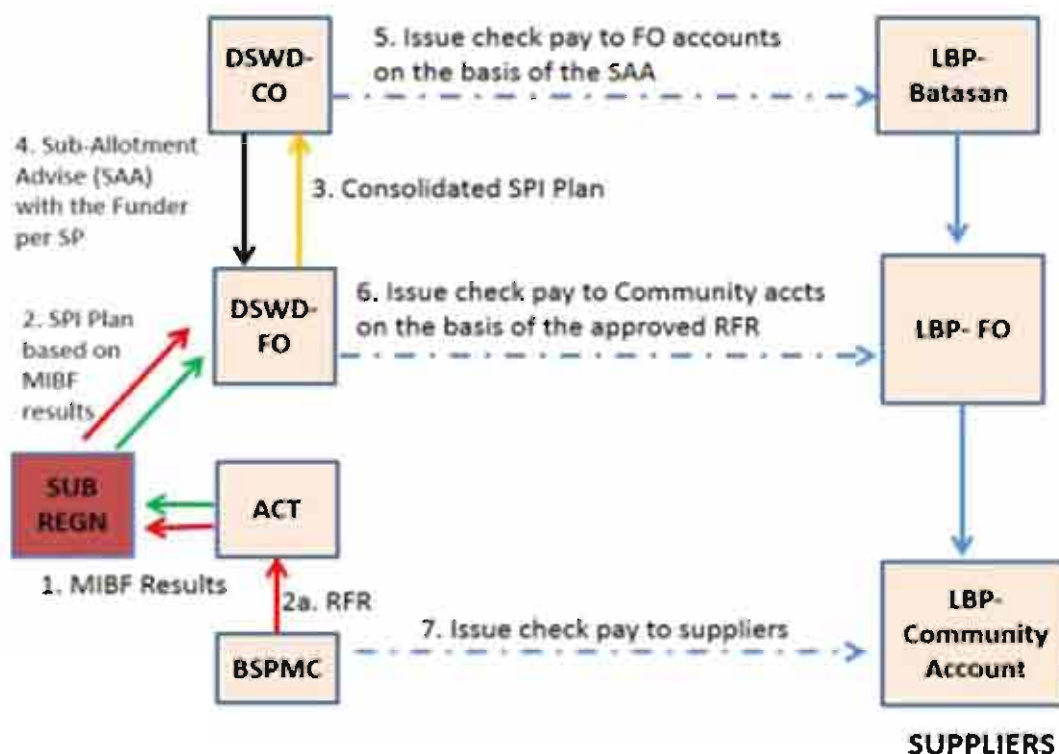 DSWD-
CO
5. Issue check pay to FO accounts
on the basis of the SAA
LBP-
Batasan
4. Sub-Allotment
Advise (SAA)
with the Funder
per SP
3. Consolidated SPI Plan
DSWD-
FO
6. Issue check pay to Community accts
on the basis of the approved RFR
LBP- FO
2. SPI Plan
based on
MIBF
results
SUB
REGN
ACT
1. MIBF Results
2a. RFR
BSPMC
7. Issue check pay to suppliers
LBP-
Community
Account
SUPPLIERS